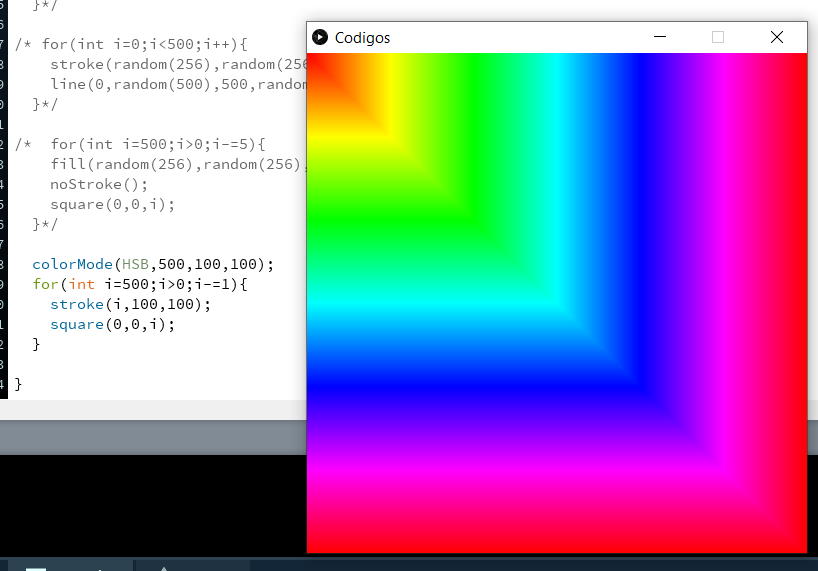 }*/
Codigos
/* for(int i=0;i<500;i++){
stroke(random(256),random(256
line(0,random(500),500,random
}*/
/*  for(int i=500;i>0;i-=5){
fill(random(256),random(256),
noStroke();
square(0,0,i);
}*/
colorMode(HSB,500,100,100);
for(int i=500;i>0;i-=1){
stroke(i,100,100);
square(0,0,i);
}
}